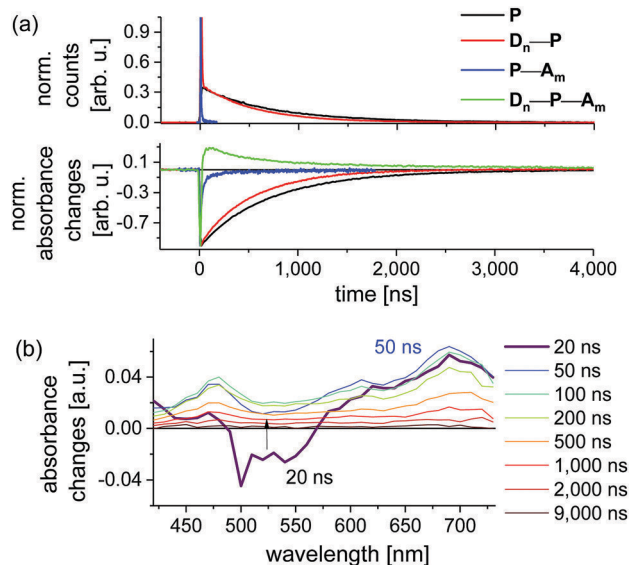 (a)
norm.
counts
[arb. u.]
0.9
0.6
0.3
0.0
P
Dn—P
P—Am
Dn—P—Am
norm.
absorbance
changes
[arb. u.]
0.1
-0.3
-0.7
0
1,000
2,000
3,000
4,000
time [ns]
(b)
absorbance
changes [a.u.]
0.04
0.00
-0.04
50 ns
20 ns
450
500
550
600
650
700
wavelength [nm]
20 ns
50 ns
100 ns
200 ns
500 ns
1,000 ns
2,000 ns
9,000 ns